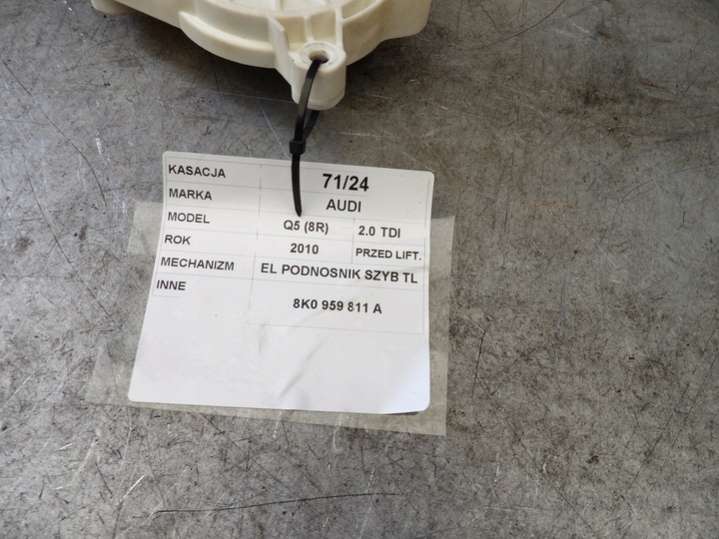 KASACJA 71/24
MARKA AUDI
MODEL Q5 (8R) 2.0 TDI
ROK 2010 PRZED LIFT.
MECHANIZM EL PODNOSNIK SZYB TL
INNE 8K0 959 811 A